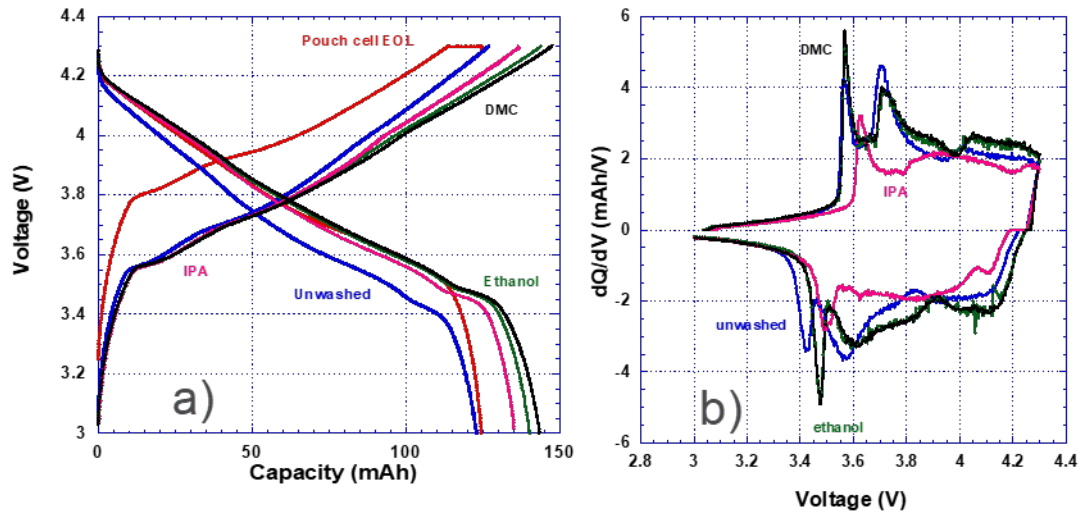 4.4
4.2
4
3.8
3.6
3.4
3.2
3
Voltage (V)
Pouch cell EOL
DMC
IPA
Unwashed
Ethanol
a)
0
50
100
150
Capacity (mAh)
6
4
2
0
-2
-4
-6
dQ/dV (mAh/V)
DMC
IPA
unwashed
ethanol
b)
2.8
3
3.2
3.4
3.6
3.8
4
4.2
4.4
Voltage (V)